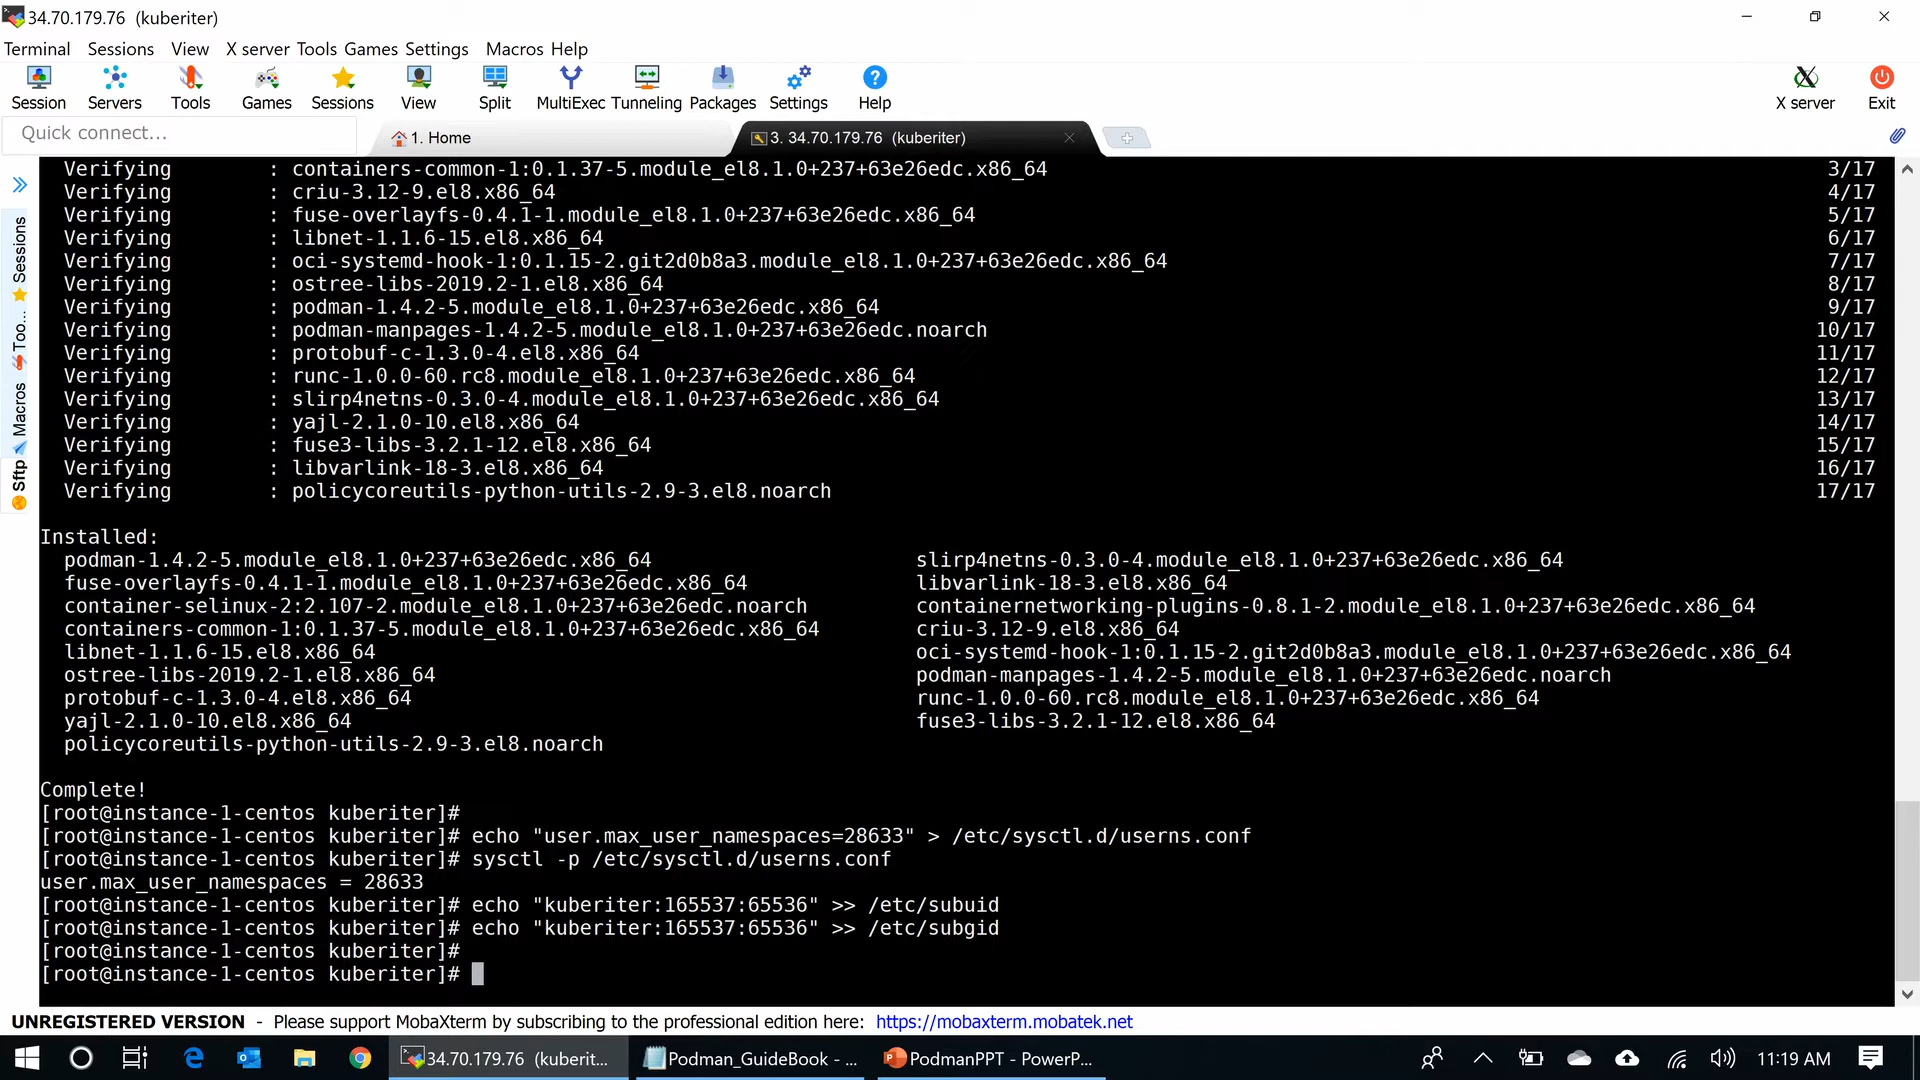 34.70.179.76 (kuberiter)
Terminal Sessions View X server Tools Games Settings Macros Help
Session Servers Tools Games Sessions View Split MultiExec Tunneling Packages Settings Help X server Exit
Quick connect...
1. Home
3. 34.70.179.76 (kuberiter)
Sessions
Too...
Macros
Sftp
Verifying : containers-common-1:0.1.37-5.module_el8.1.0+237+63e26edc.x86_64 3/17
Verifying : criu-3.12-9.el8.x86_64 4/17
Verifying : fuse-overlayfs-0.4.1-1.module_el8.1.0+237+63e26edc.x86_64 5/17
Verifying : libnet-1.1.6-15.el8.x86_64 6/17
Verifying : oci-systemd-hook-1:0.1.15-2.git2d0b8a3.module_el8.1.0+237+63e26edc.x86_64 7/17
Verifying : ostree-libs-2019.2-1.el8.x86_64 8/17
Verifying : podman-1.4.2-5.module_el8.1.0+237+63e26edc.x86_64 9/17
Verifying : podman-manpages-1.4.2-5.module_el8.1.0+237+63e26edc.noarch 10/17
Verifying : protobuf-c-1.3.0-4.el8.x86_64 11/17
Verifying : runc-1.0.0-60.rc8.module_el8.1.0+237+63e26edc.x86_64 12/17
Verifying : slirp4netns-0.3.0-4.module_el8.1.0+237+63e26edc.x86_64 13/17
Verifying : yajl-2.1.0-10.el8.x86_64 14/17
Verifying : fuse3-libs-3.2.1-12.el8.x86_64 15/17
Verifying : libvarlink-18-3.el8.x86_64 16/17
Verifying : policycoreutils-python-utils-2.9-3.el8.noarch 17/17
Installed:
podman-1.4.2-5.module_el8.1.0+237+63e26edc.x86_64 slirp4netns-0.3.0-4.module_el8.1.0+237+63e26edc.x86_64
fuse-overlayfs-0.4.1-1.module_el8.1.0+237+63e26edc.x86_64 libvarlink-18-3.el8.x86_64
container-selinux-2:2.107-2.module_el8.1.0+237+63e26edc.noarch containernetworking-plugins-0.8.1-2.module_el8.1.0+237+63e26edc.x86_64
containers-common-1:0.1.37-5.module_el8.1.0+237+63e26edc.x86_64 criu-3.12-9.el8.x86_64
libnet-1.1.6-15.el8.x86_64 oci-systemd-hook-1:0.1.15-2.git2d0b8a3.module_el8.1.0+237+63e26edc.x86_64
ostree-libs-2019.2-1.el8.x86_64 podman-manpages-1.4.2-5.module_el8.1.0+237+63e26edc.noarch
protobuf-c-1.3.0-4.el8.x86_64 runc-1.0.0-60.rc8.module_el8.1.0+237+63e26edc.x86_64
yajl-2.1.0-10.el8.x86_64 fuse3-libs-3.2.1-12.el8.x86_64
policycoreutils-python-utils-2.9-3.el8.noarch
Complete!
[root@instance-1-centos kuberiter]#
[root@instance-1-centos kuberiter]# echo "user.max_user_namespaces=28633" > /etc/sysctl.d/userns.conf
[root@instance-1-centos kuberiter]# sysctl -p /etc/sysctl.d/userns.conf
user.max_user_namespaces = 28633
[root@instance-1-centos kuberiter]# echo "kuberiter:165537:65536" >> /etc/subuid
[root@instance-1-centos kuberiter]# echo "kuberiter:165537:65536" >> /etc/subgid
[root@instance-1-centos kuberiter]#
[root@instance-1-centos kuberiter]#
UNREGISTERED VERSION - Please support MobaXterm by subscribing to the professional edition here: https://mobaxterm.mobatek.net
34.70.179.76 (kuberit...
Podman_GuideBook - ...
PodmanPPT - PowerP...
11:19 AM